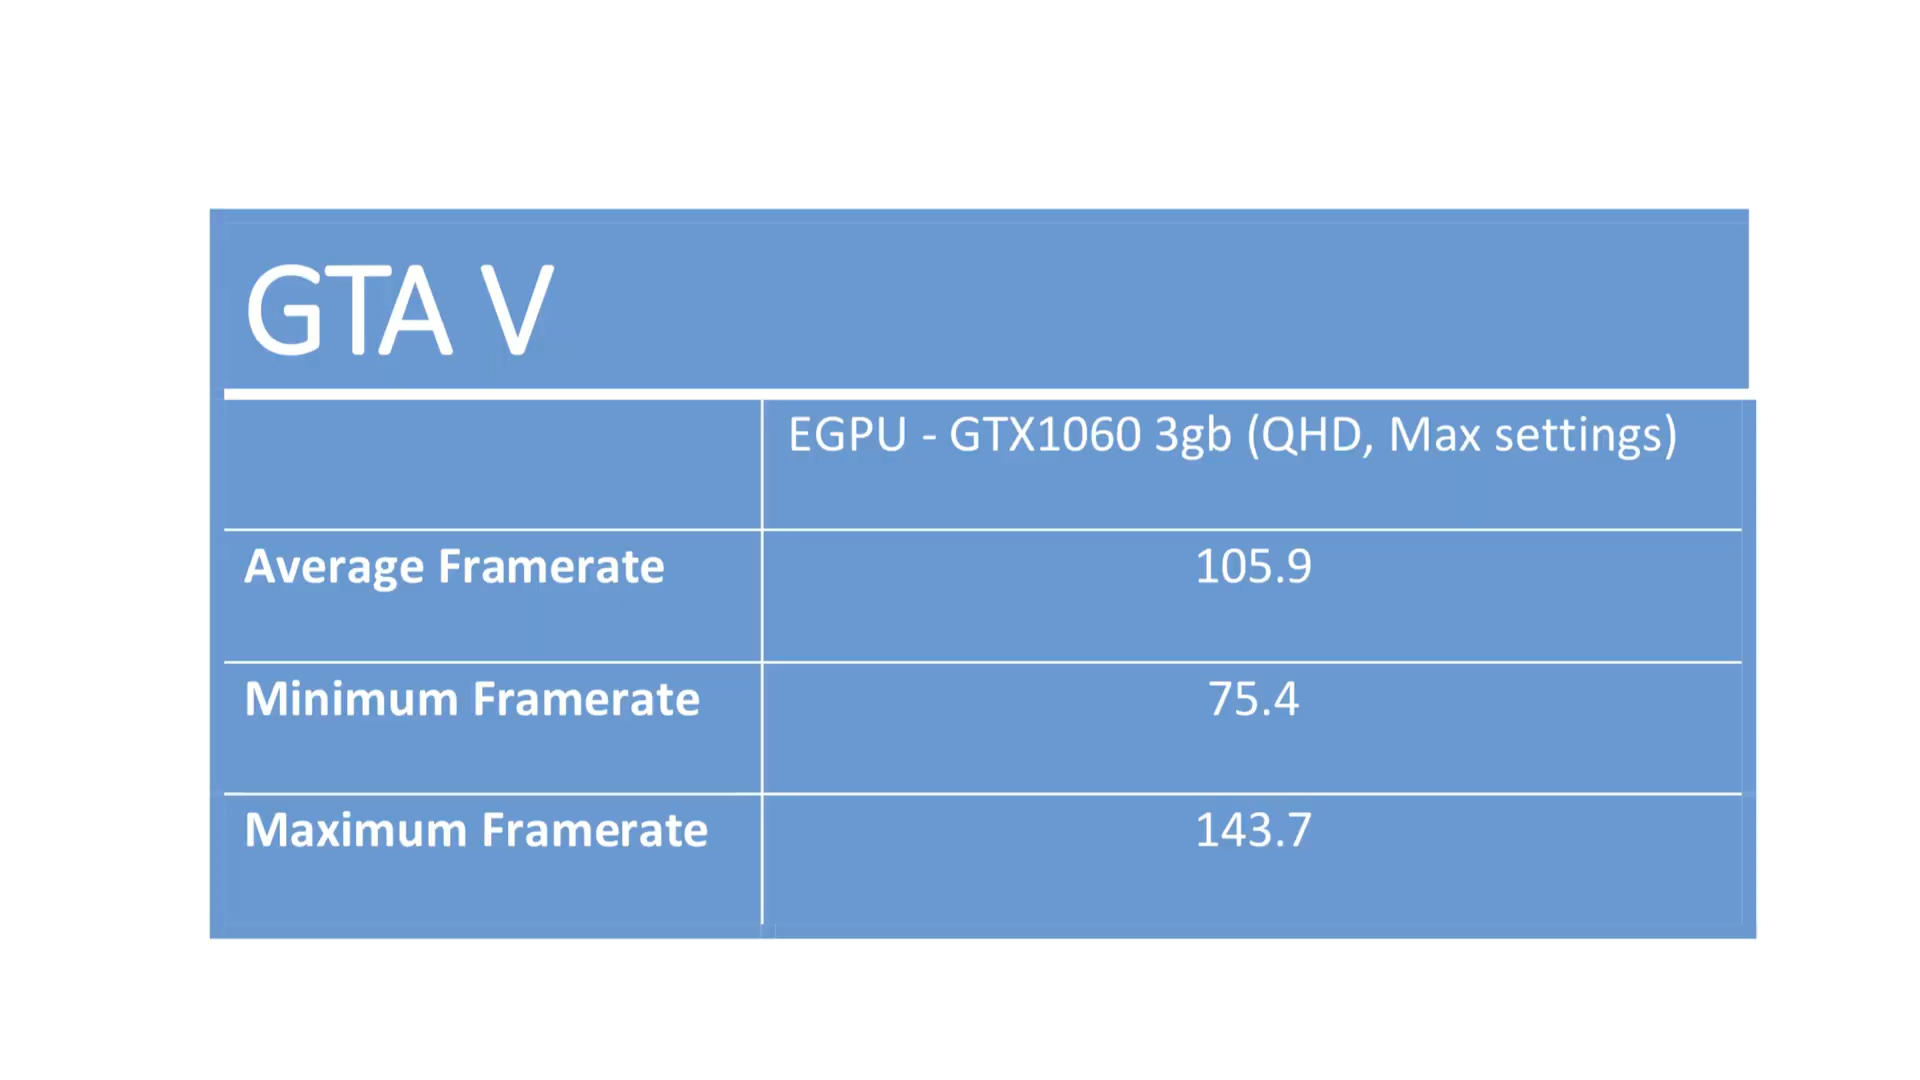 GTA V
EGPU - GTX1060 3gb (QHD, Max settings)
Average Framerate 105.9
Minimum Framerate 75.4
Maximum Framerate 143.7